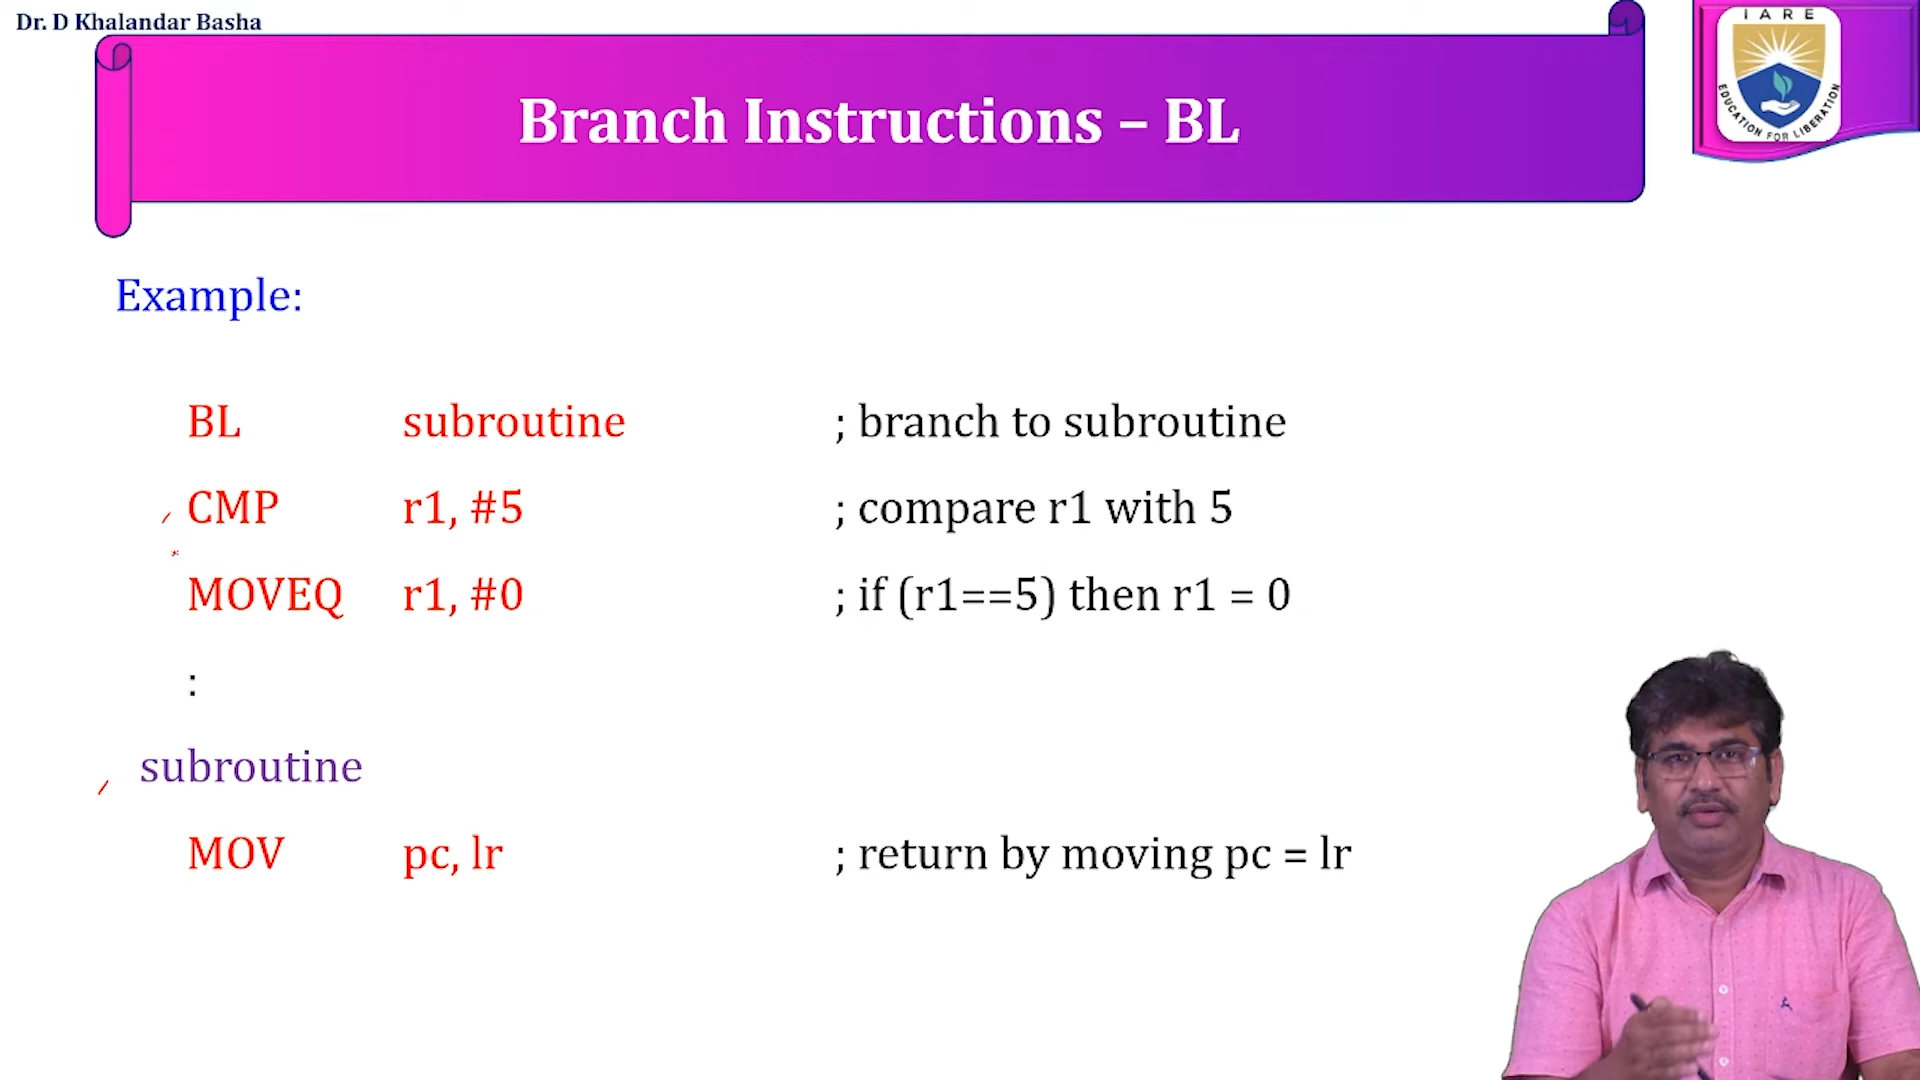 Dr. D Khalandar Basha
IARE
EDUCATION FOR LIBERATION
Branch Instructions – BL
Example:
BL subroutine ; branch to subroutine
CMP r1, #5 ; compare r1 with 5
MOVEQ r1, #0 ; if (r1==5) then r1 = 0
:
subroutine
MOV pc, lr ; return by moving pc = lr